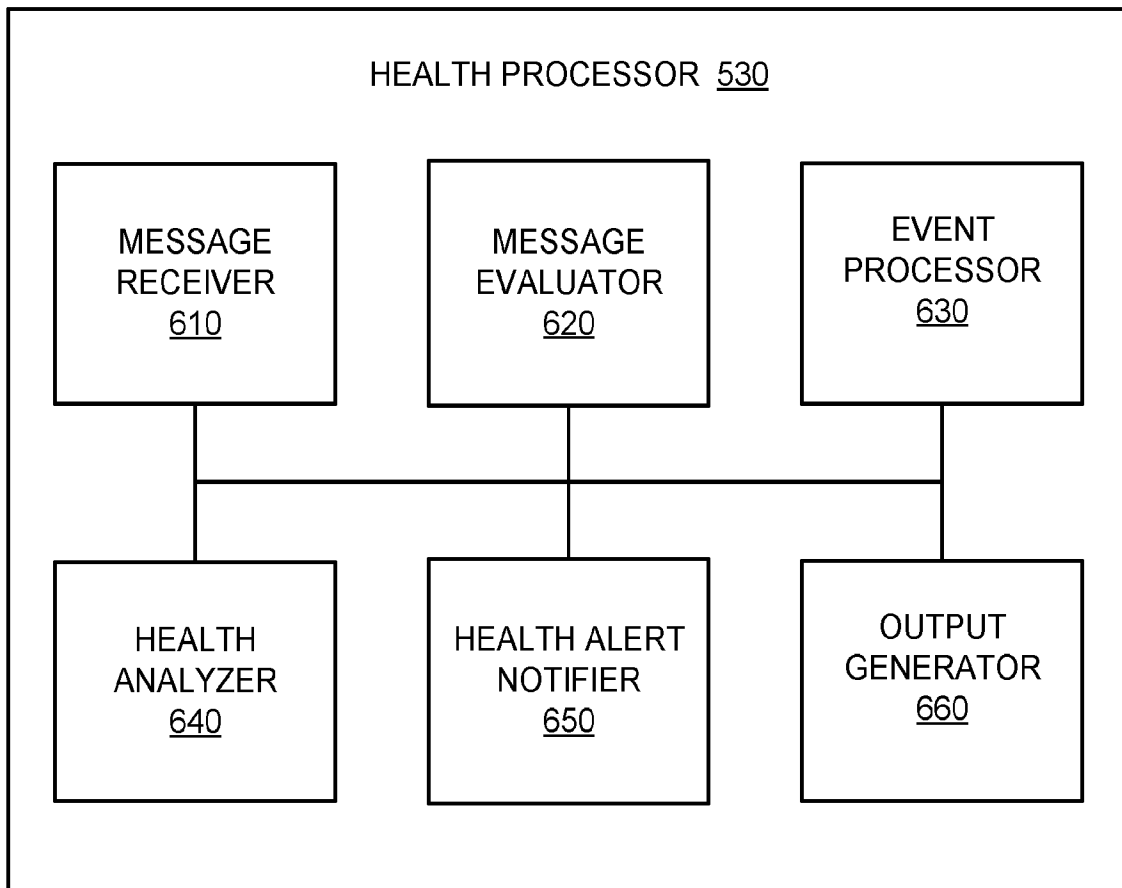 HEALTH PROCESSOR 530
MESSAGE
RECEIVER
610
MESSAGE
EVALUATOR
620
EVENT
PROCESSOR
630
HEALTH
ANALYZER
640
HEALTH ALERT
NOTIFIER
650
OUTPUT
GENERATOR
660